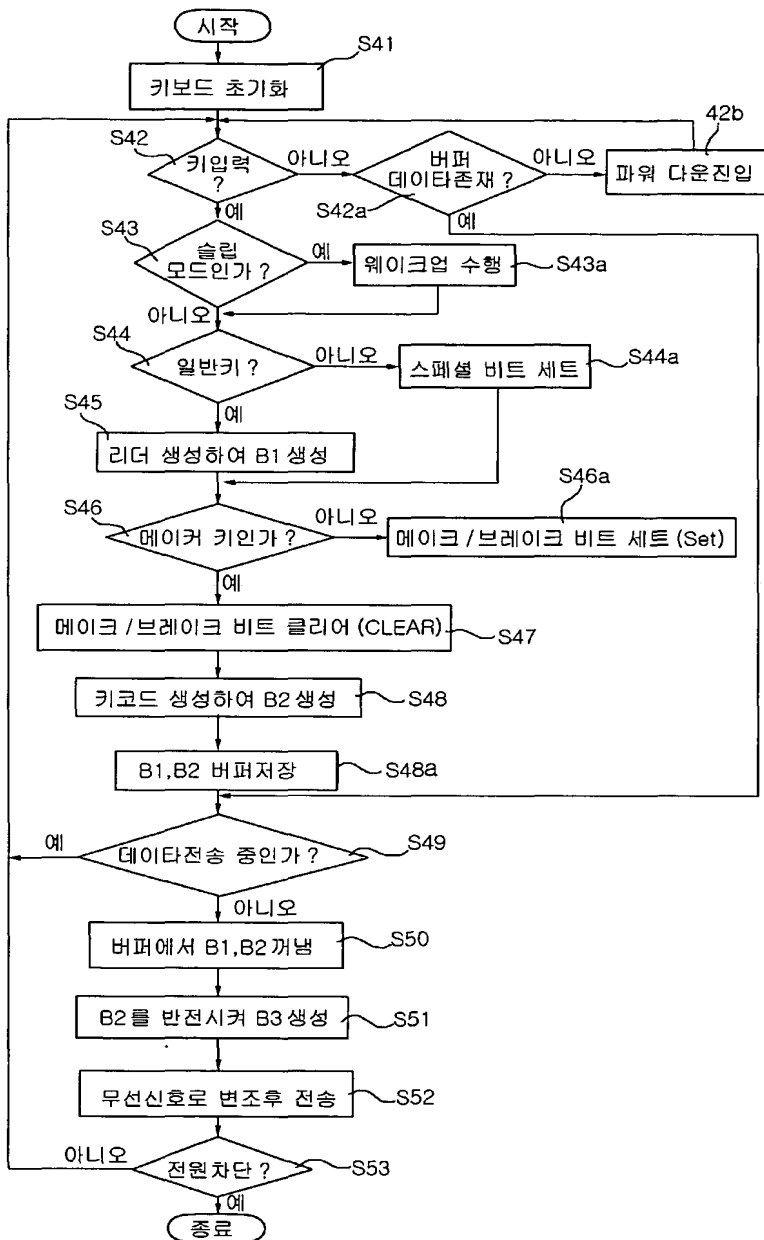 시작
S41
키보드 초기화
S42
키입력
?
아니오
버퍼
데이타존재 ?
S42a
아니오
42b
파워 다운진입
예
예
S43
슬립
모드인가 ?
예
웨이크업 수행
S43a
아니오
S44
일반키 ?
아니오
스페셜 비트 세트
S44a
예
S45
리더 생성하여 B1 생성
S46
메이커 키인가 ?
아니오
S46a
메이크 /브레이크 비트 세트 (Set)
예
메이크 /브레이크 비트 클리어 (CLEAR)
S47
키코드 생성하여 B2 생성
S48
B1,B2 버퍼저장
S48a
예
데이타전송 중인가 ?
S49
아니오
버퍼에서 B1,B2 꺼냄
S50
B2를 반전시켜 B3 생성
S51
무선신호로 변조후 전송
S52
아니오
전원차단 ?
S53
예
종료